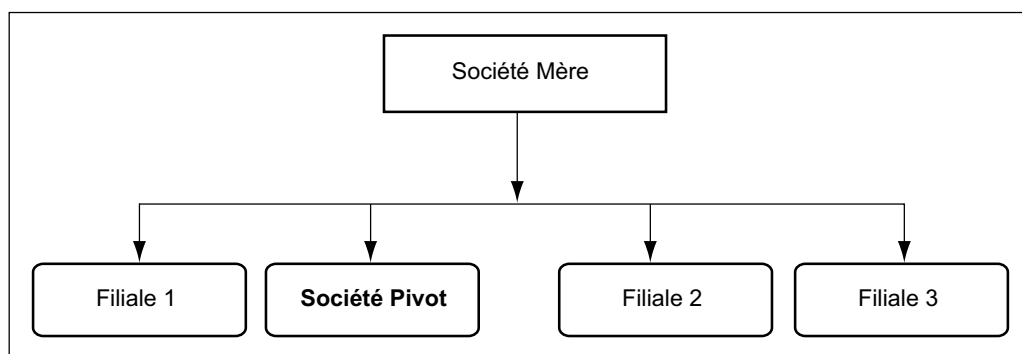 Société Mère
Filiale 1
Société Pivot
Filiale 2
Filiale 3